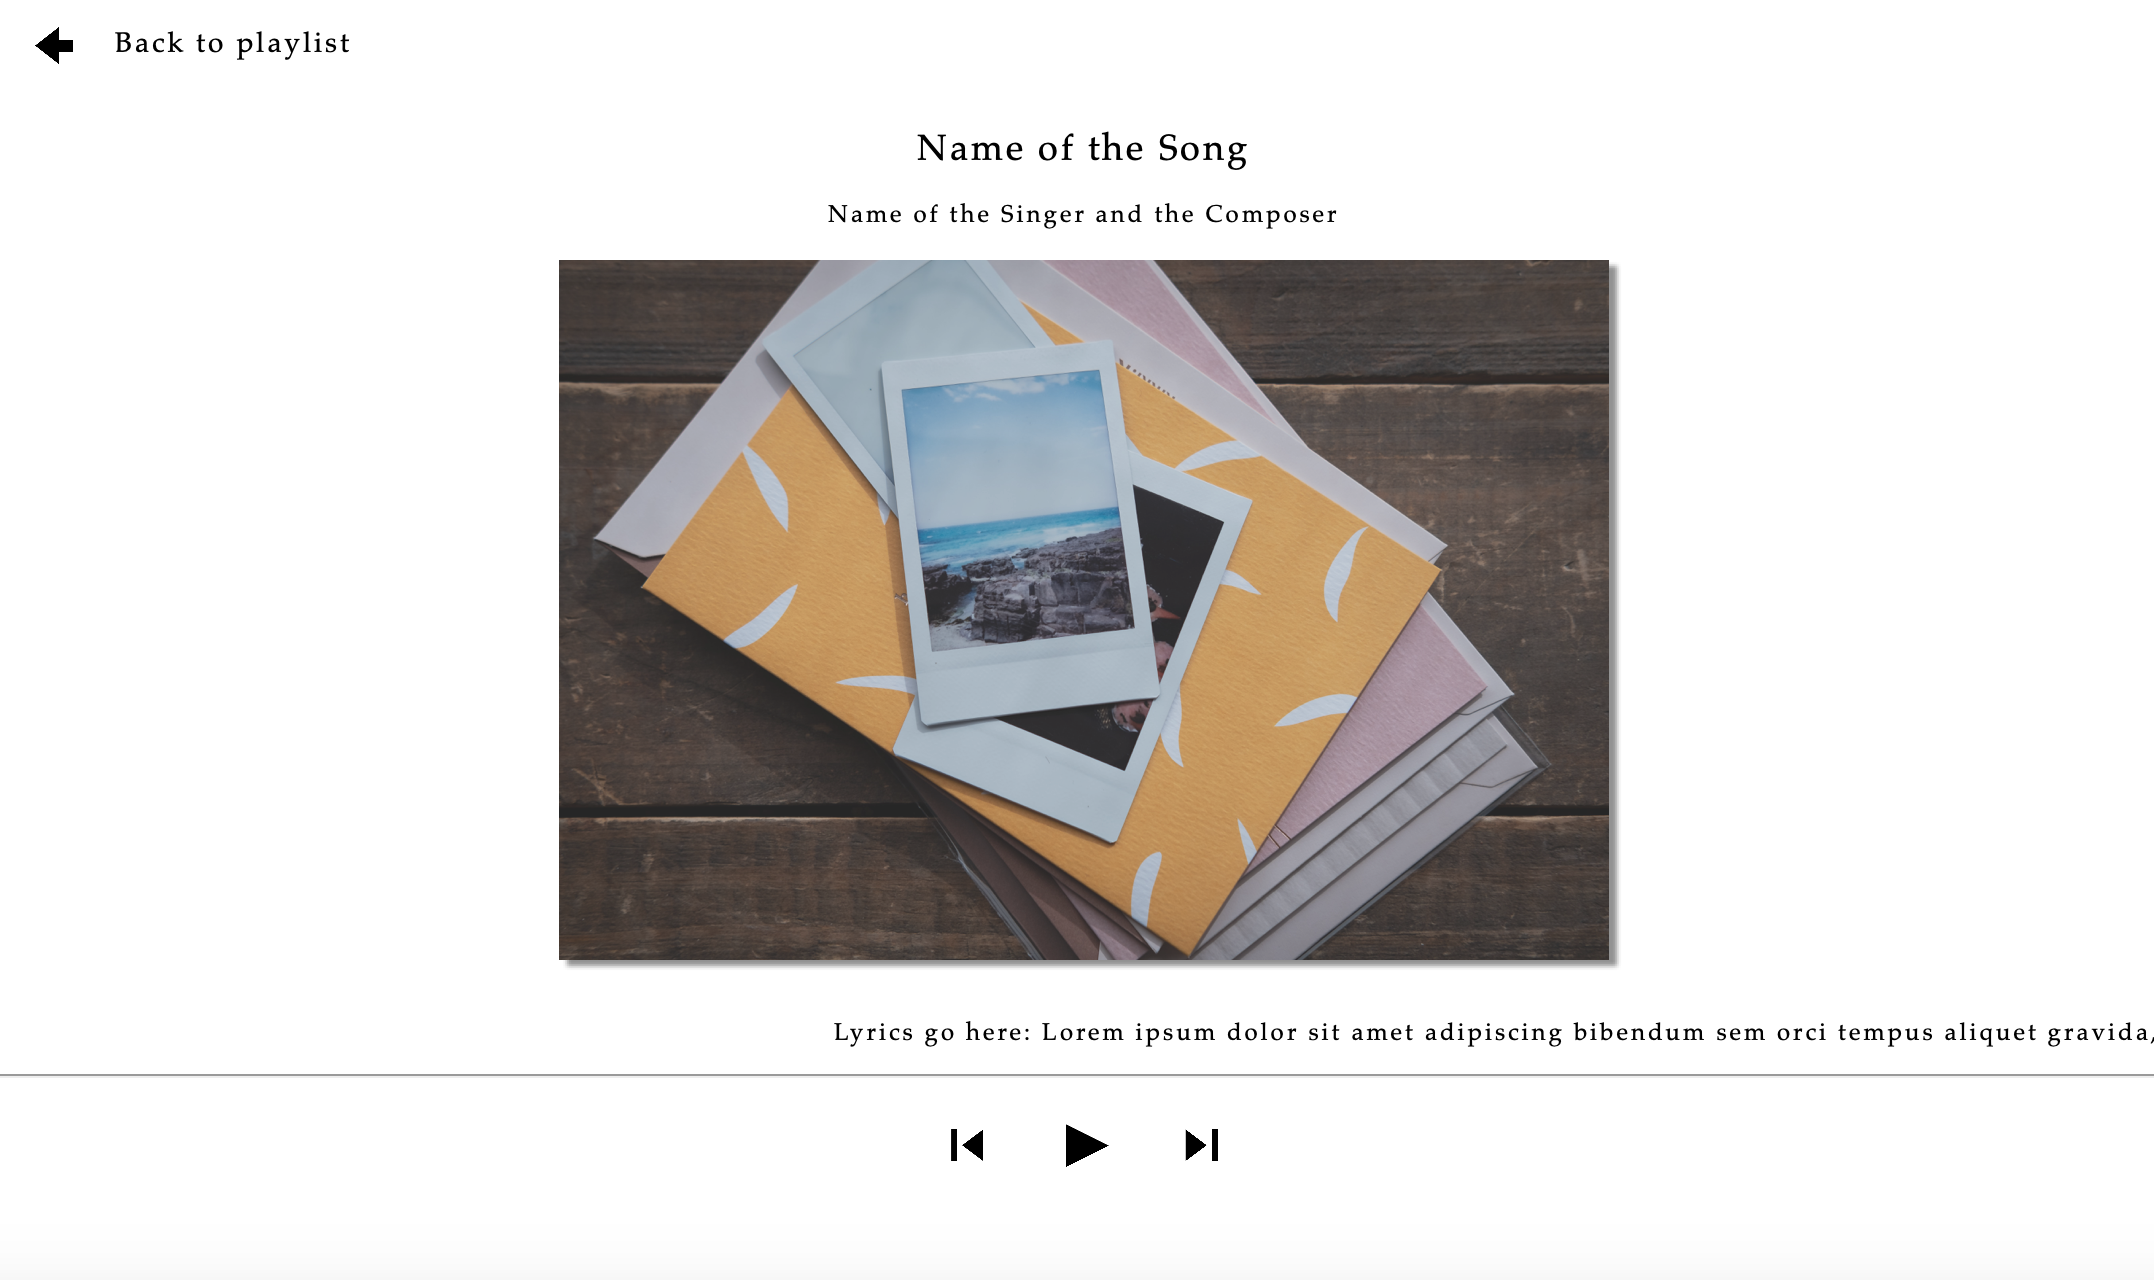 Back to playlist
Name of the Song
Name of the Singer and the Composer
Lyrics go here: Lorem ipsum dolor sit amet adipiscing bibendum sem orci tempus aliquet gravida,